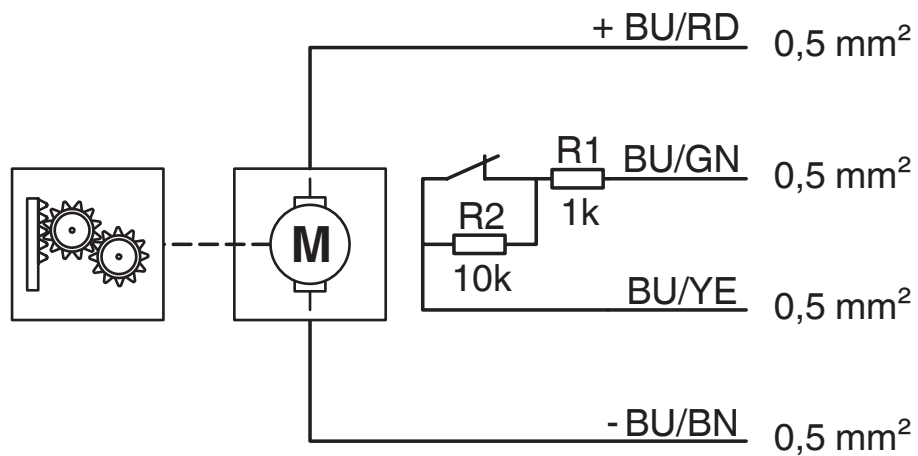 + BU/RD 0,5 mm²
R1 BU/GN 0,5 mm²
1k
R2
10k
M
BU/YE 0,5 mm²
- BU/BN 0,5 mm²